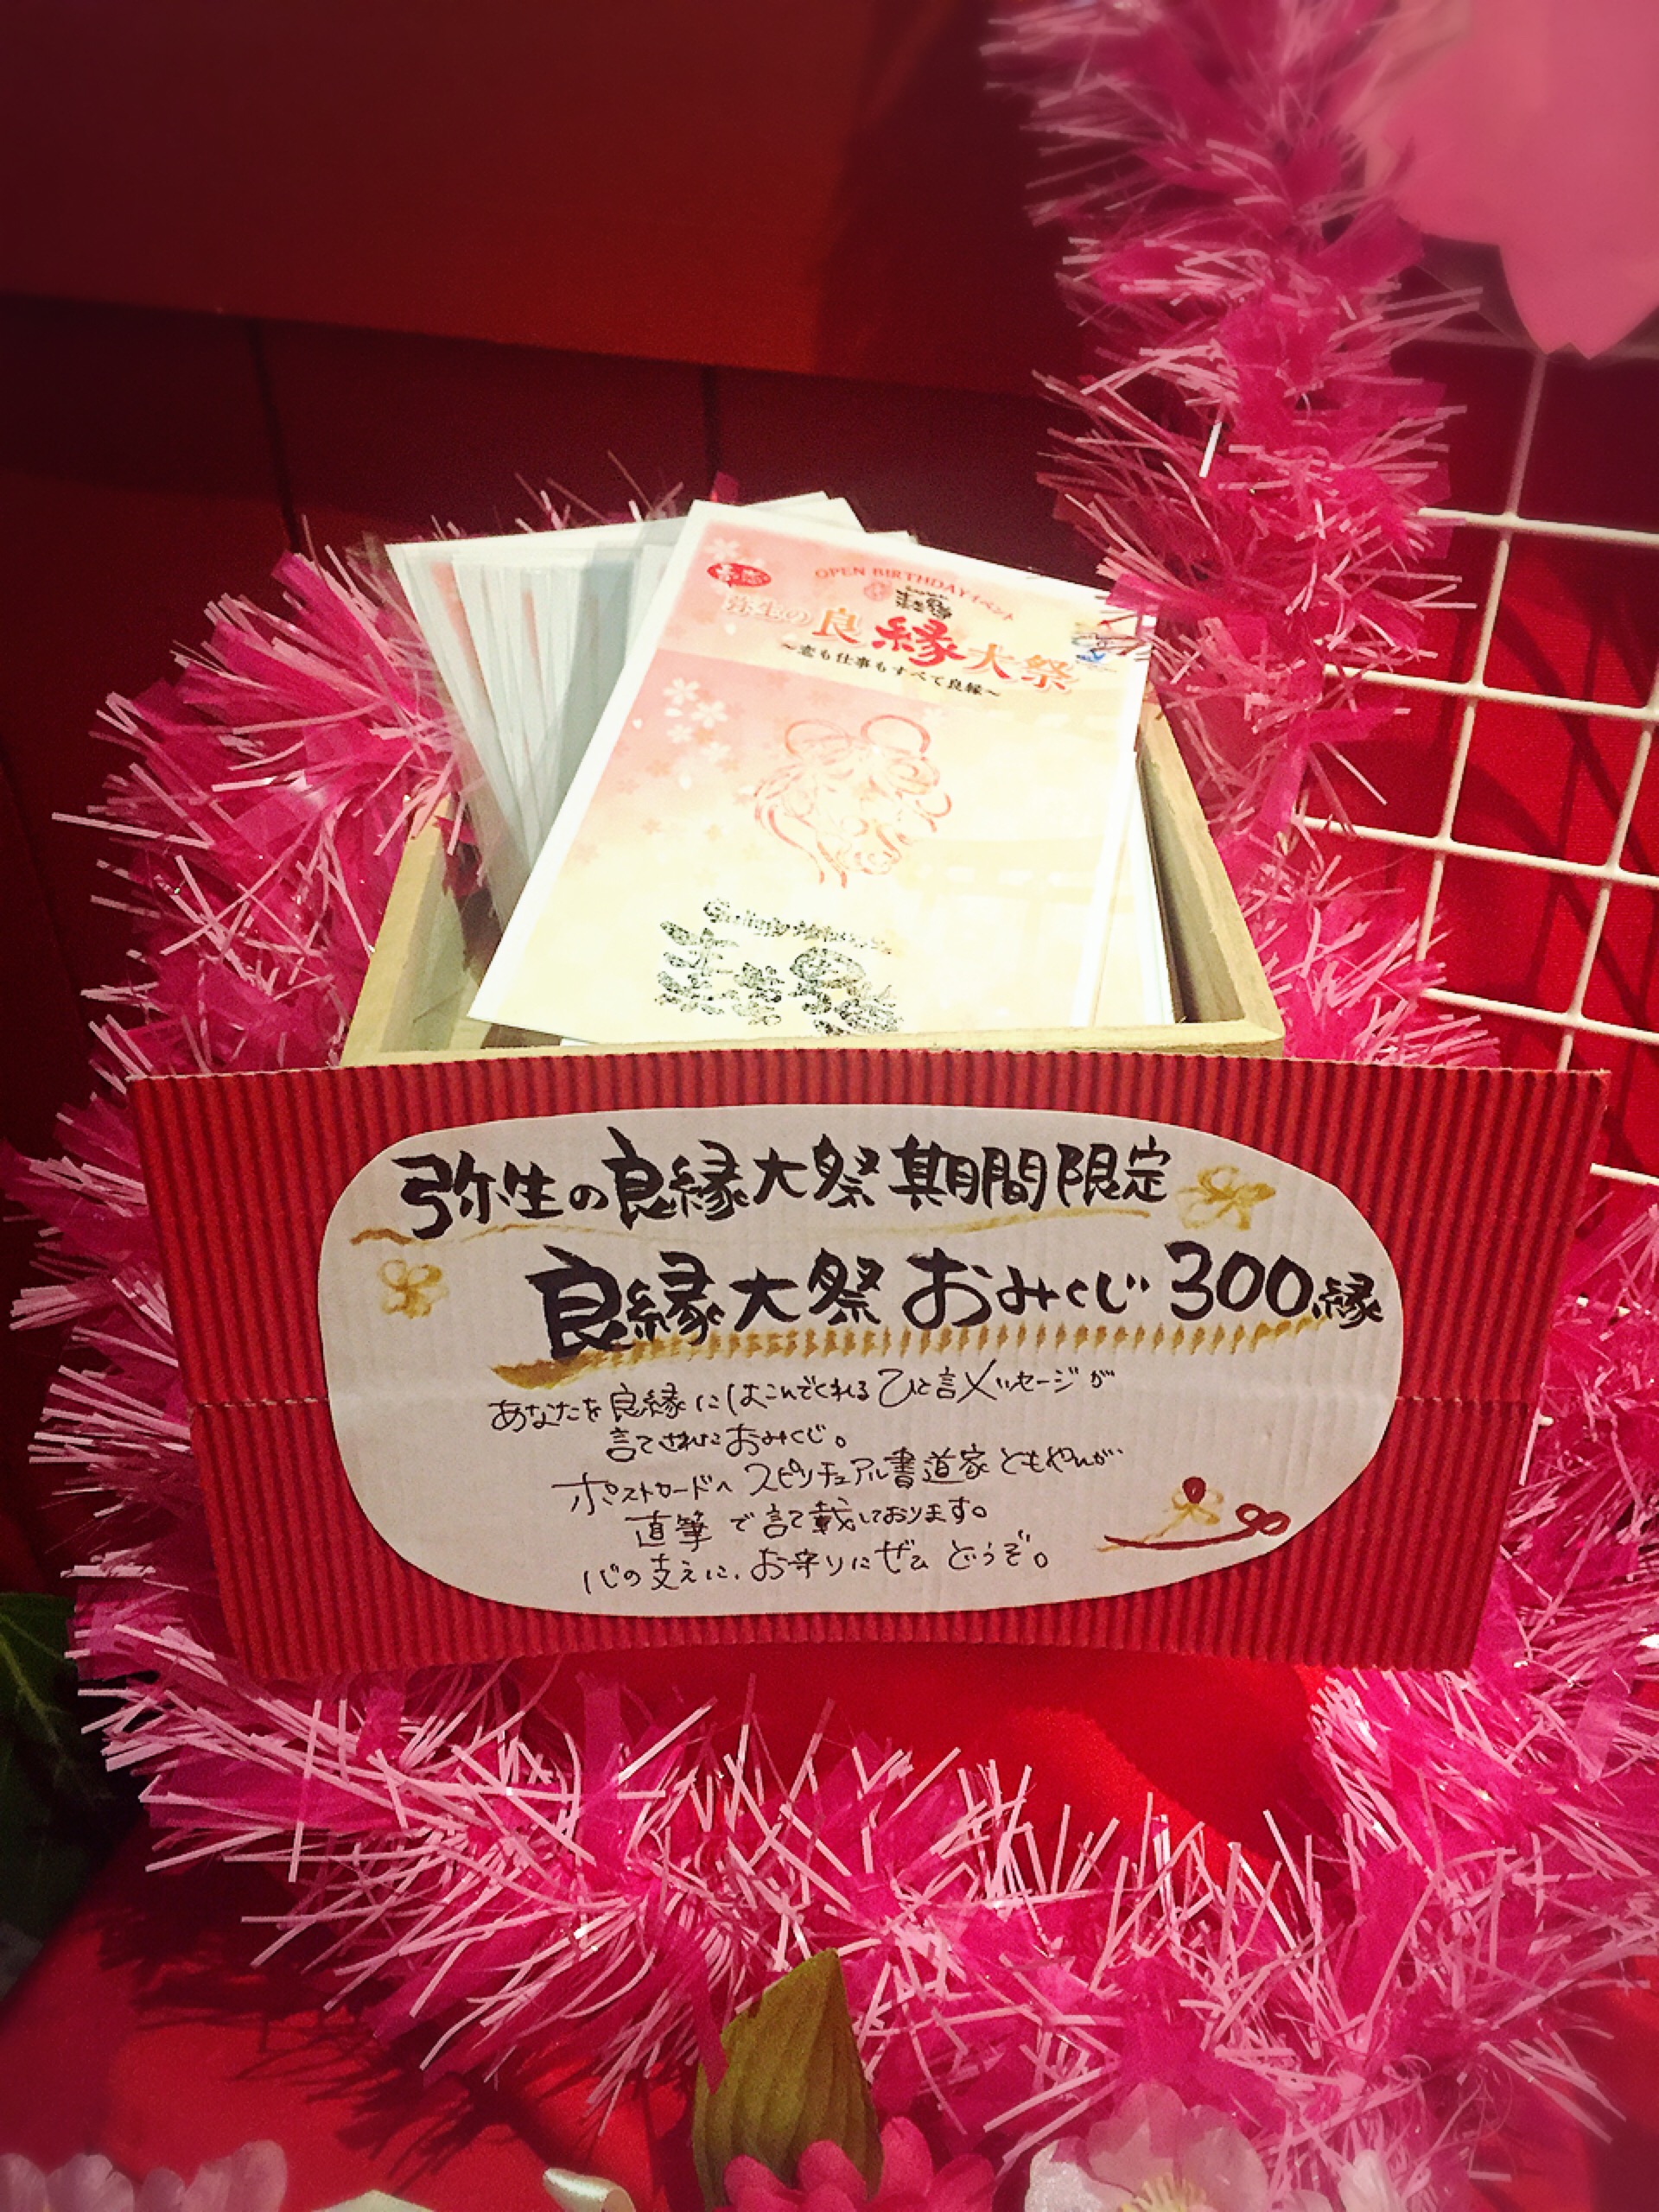 OPEN BIRTHDAYイベント
弥生の良縁大祭
～恋も仕事もすべて良縁～
弥生の良縁大祭期間限定
良縁大祭おみくじ300縁
あなたを良縁にはこんでくれるひと言メッセージが
言てされたおみくじ。
ポストカードへスピリチュアル書道家ともやんが
直筆で言て載しております。
心の支えに、お守りにぜひどうぞ。